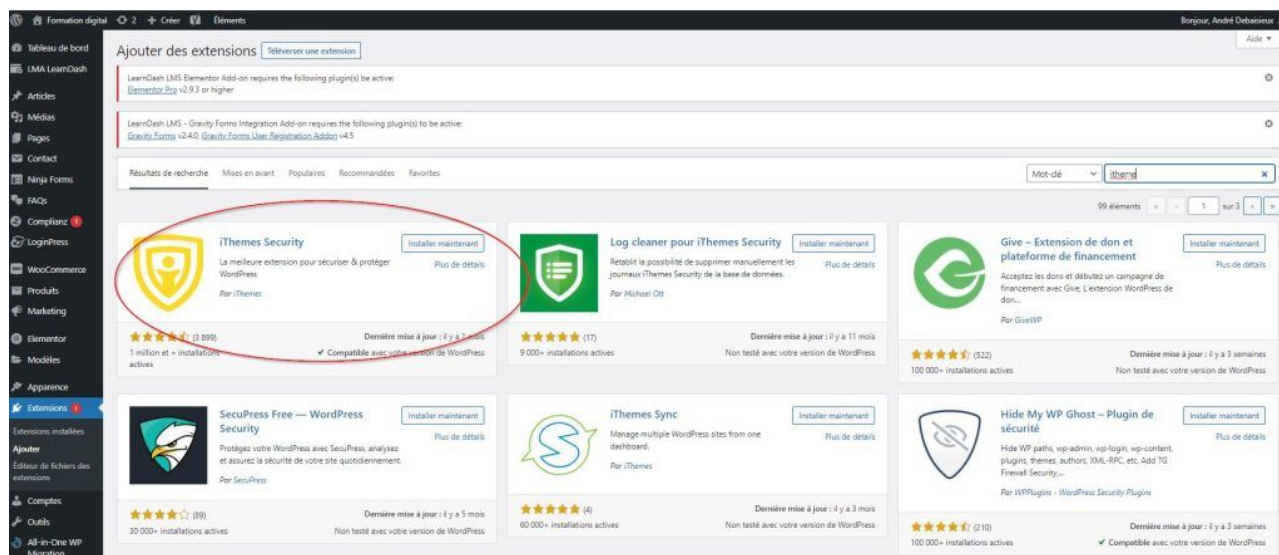 Formation digital 2 + Créer Éléments
Bonjour, André Debaisieux
Aide
Tableau de bord
LMA LearnDash
Articles
Médias
Pages
Contact
Ninja Forms
FAQs
Complianz 1
LoginPress
WooCommerce
Produits
Marketing
Elementor
Modèles
Apparence
Extensions 1
Extensions installées
Ajouter
Éditeur de fichiers des
extensions
Comptes
Outils
All-in-One WP
Migration
Ajouter des extensions Téléverser une extension
LearnDash LMS Elementor Add-on requires the following plugin(s) be active:
Elementor Pro v2.9.3 or higher
LearnDash LMS - Gravity Forms Integration Add-on requires the following plugin(s) to be active:
Gravity Forms v2.4.0; Gravity Forms User Registration Addon v4.5
Résultats de recherche Mises en avant Populaires Recommandées Favorites
Mot-clé itheme
99 éléments « ‹ 1 sur 3 › »
iThemes Security
Installer maintenant
La meilleure extension pour sécuriser & protéger
WordPress
Plus de détails
Par iThemes
(3 899)
Dernière mise à jour : il y a mois
1 million et + installations
actives
Compatible avec votre version de WordPress
Log cleaner pour iThemes Security
Installer maintenant
Rétablit la possibilité de supprimer manuellement les
journaux iThemes Security de la base de données.
Plus de détails
Par Michael Ott
(17)
Dernière mise à jour : il y a 11 mois
9 000+ installations actives
Non testé avec votre version de WordPress
Give – Extension de don et
plateforme de financement
Installer maintenant
Plus de détails
Acceptez les dons et débutez un campagne de
financement avec Give, L'extension WordPress de
don...
Par GiveWP
(522)
Dernière mise à jour : il y a 3 semaines
100 000+ installations actives
Non testé avec votre version de WordPress
SecuPress Free — WordPress
Security
Installer maintenant
Plus de détails
Protégez votre WordPress avec SecuPress, analysez
et assurez la sécurité de votre site quotidiennement.
Par SecuPress
(89)
Dernière mise à jour : il y a 5 mois
30 000+ installations actives
Non testé avec votre version de WordPress
iThemes Sync
Installer maintenant
Manage multiple WordPress sites from one
dashboard.
Plus de détails
Par iThemes
(4)
Dernière mise à jour : il y a 3 mois
60 000+ installations actives
Non testé avec votre version de WordPress
Hide My WP Ghost – Plugin de
sécurité
Installer maintenant
Plus de détails
Hide WP paths, wp-admin, wp-login, wp-content,
plugins, themes, authors, XML-RPC, etc. Add 7G
Firewall Security,...
Par WPPlugins - WordPress Security Plugins
(210)
Dernière mise à jour : il y a 3 semaines
100 000+ installations actives
Compatible avec votre version de WordPress